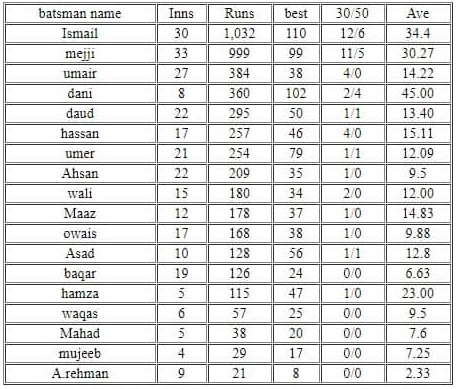 batsman name Inns Runs best 30/50 Ave
Ismail 30 1,032 110 12/6 34.4
mejji 33 999 99 11/5 30.27
umair 27 384 38 4/0 14.22
dani 8 360 102 2/4 45.00
daud 22 295 50 1/1 13.40
hassan 17 257 46 4/0 15.11
umer 21 254 79 1/1 12.09
Ahsan 22 209 35 1/0 9.5
wali 15 180 34 2/0 12.00
Maaz 12 178 37 1/0 14.83
owais 17 168 38 1/0 9.88
Asad 10 128 56 1/1 12.8
baqar 19 126 24 0/0 6.63
hamza 5 115 47 1/0 23.00
waqas 6 57 25 0/0 9.5
Mahad 5 38 20 0/0 7.6
mujeeb 4 29 17 0/0 7.25
A.rehman 9 21 8 0/0 2.33